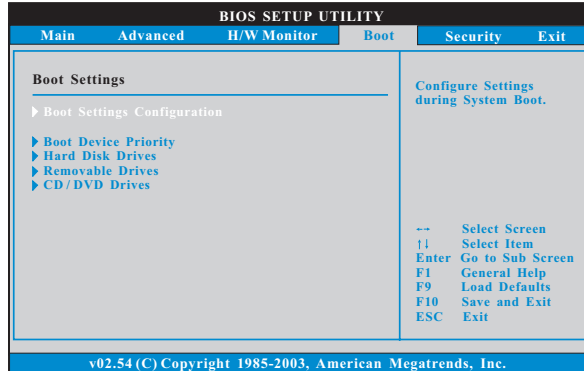 BIOS SETUP UTILITY
Main Advanced H/W Monitor Boot Security Exit
Boot Settings
Boot Settings Configuration
Boot Device Priority
Hard Disk Drives
Removable Drives
CD/DVD Drives
Configure Settings
during System Boot.
←→ Select Screen
↑↓ Select Item
Enter Go to Sub Screen
F1 General Help
F9 Load Defaults
F10 Save and Exit
ESC Exit
v02.54 (C) Copyright 1985-2003, American Megatrends, Inc.